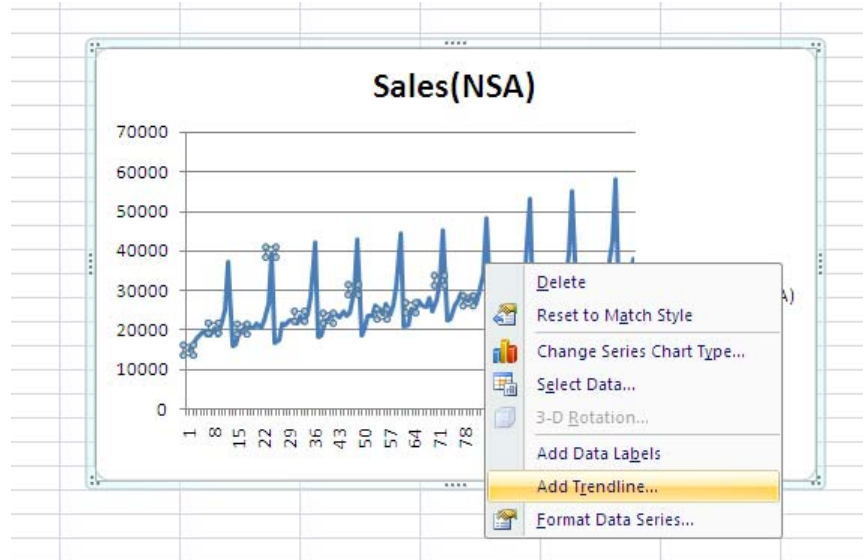 Sales(NSA)
70000
60000
50000
40000
30000
20000
10000
0
1 8 15 22 29 36 43 50 57 64 71 78
A)
Delete
Reset to Match Style
Change Series Chart Type...
Select Data...
3-D Rotation...
Add Data Labels
Add Trendline...
Format Data Series...